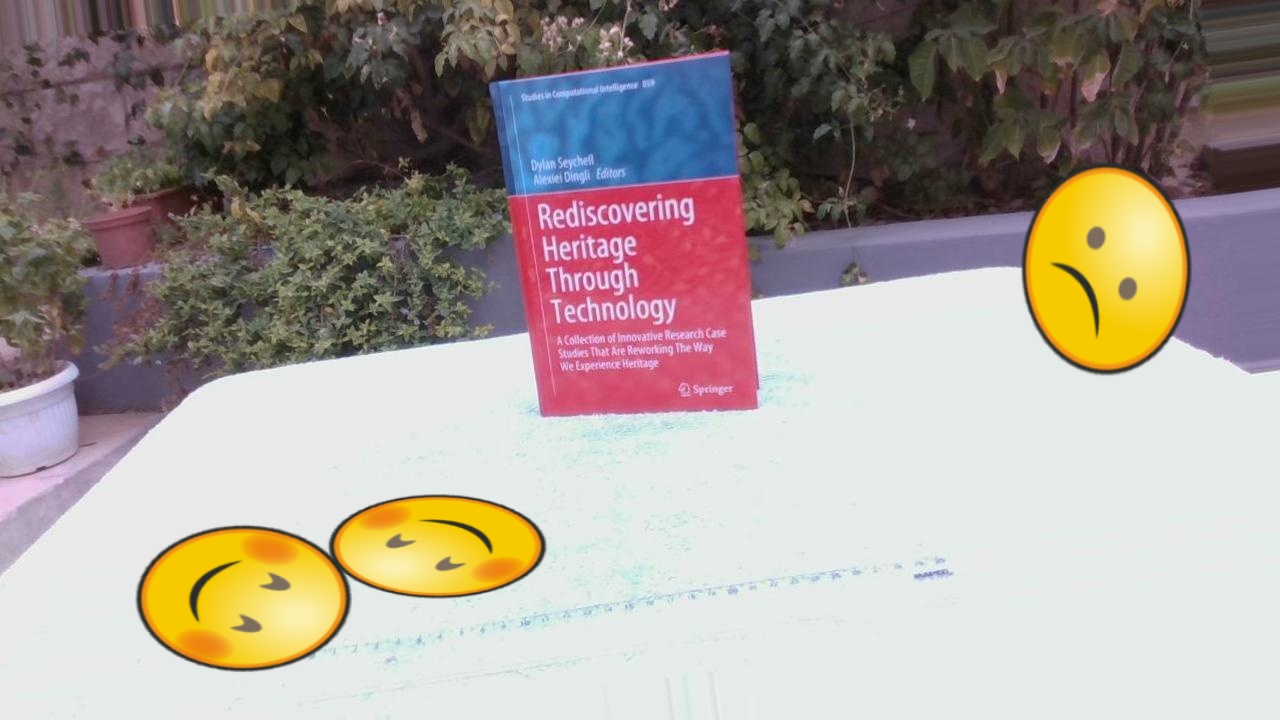 Studies in Computational Intelligence 859
Dylan Seychell
Alexiei Dingli Editors
Rediscovering
Heritage
Through
Technology
A Collection of Innovative Research Case
Studies That Are Reworking The Way
We Experience Heritage
Springer